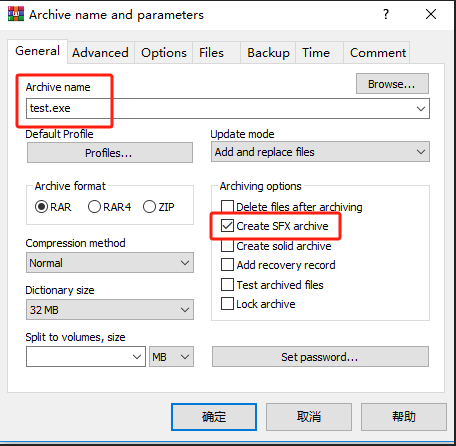 Archive name and parameters
General Advanced Options Files Backup Time Comment
Archive name
Browse...
test.exe
Default Profile
Update mode
Profiles...
Add and replace files
Archive format
Archiving options
RAR RAR4 ZIP
Delete files after archiving
Create SFX archive
Compression method
Create solid archive
Normal
Add recovery record
Dictionary size
Test archived files
32 MB
Lock archive
Split to volumes, size
MB
Set password...
确定 取消 帮助